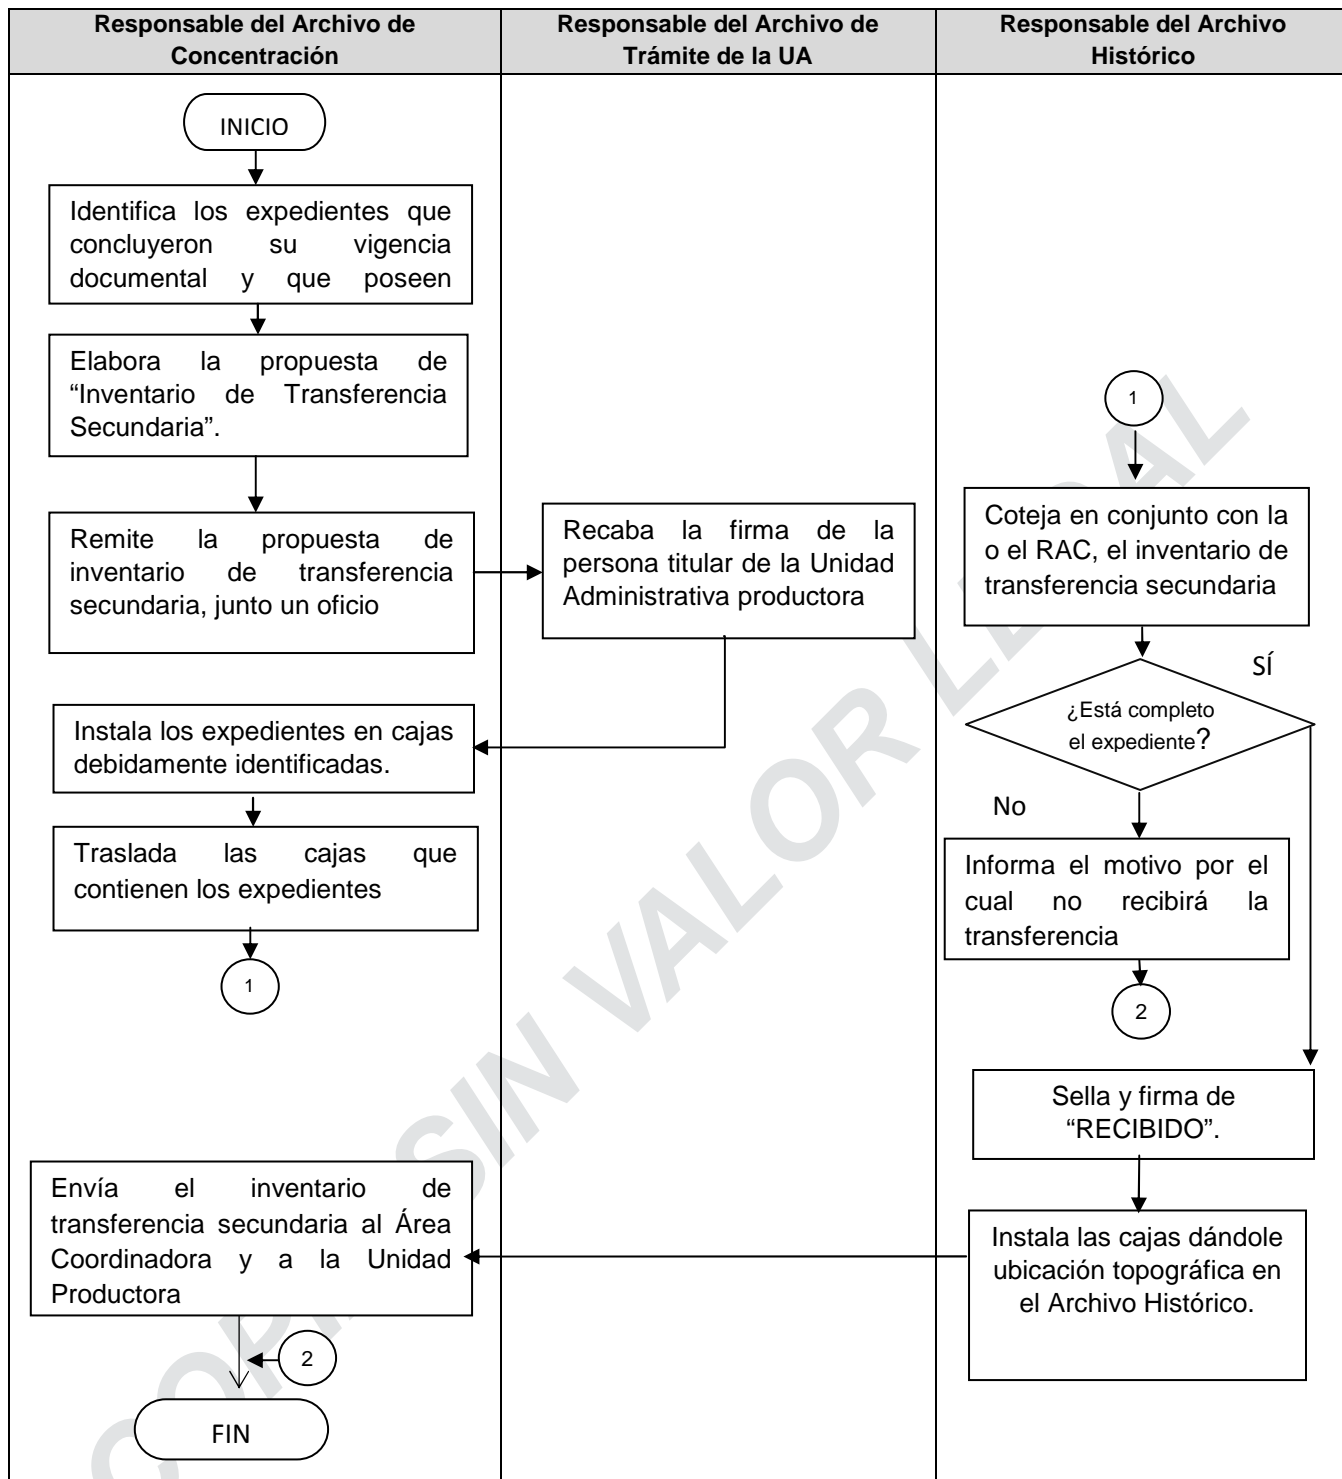 Responsable del Archivo de
Concentración
Responsable del Archivo de
Trámite de la UA
Responsable del Archivo
Histórico
INICIO
Identifica los expedientes que
concluyeron su vigencia
documental y que poseen
Elabora la propuesta de
“Inventario de Transferencia
Secundaria”.
Remite la propuesta de
inventario de transferencia
secundaria, junto un oficio
Recaba la firma de la
persona titular de la Unidad
Administrativa productora
Instala los expedientes en cajas
debidamente identificadas.
Traslada las cajas que
contienen los expedientes
1
1
Coteja en conjunto con la
o el RAC, el inventario de
transferencia secundaria
SÍ
¿Está completo
el expediente?
No
Informa el motivo por el
cual no recibirá la
transferencia
2
Sella y firma de
“RECIBIDO”.
Instala las cajas dándole
ubicación topográfica en
el Archivo Histórico.
Envía el inventario de
transferencia secundaria al Área
Coordinadora y a la Unidad
Productora
2
FIN
SIN VALOR